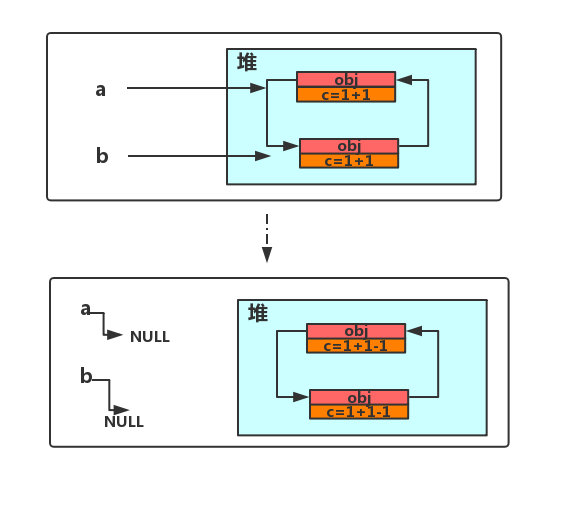 堆
obj
a
c=1+1
obj
b
c=1+1
堆
a
obj
NULL
c=1+1-1
b
obj
c=1+1-1
NULL